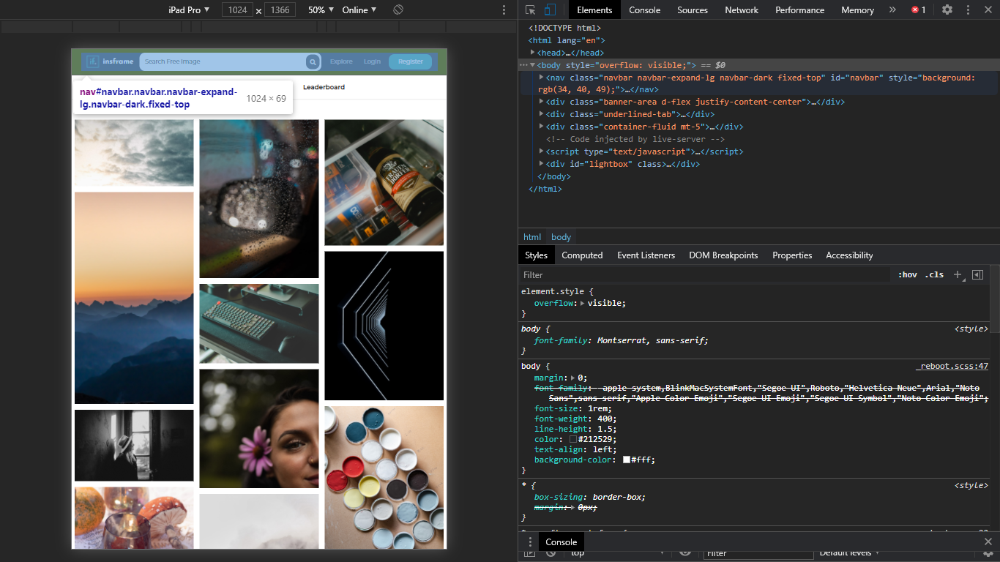 iPad Pro ▼ 1024 × 1366 50% ▼ Online ▼
if. insframe Search Free Image Explore Login Register
nav#navbar.navbar.navbar-expand-lg.navbar-dark.fixed-top 1024 × 69
Leaderboard
FRAUEN
DORFER
Elements Console Sources Network Performance Memory » 1
<!DOCTYPE html>
<html lang="en">
▶<head>…</head>
…▼<body style="overflow: visible;"> == $0
▶<nav class="navbar navbar-expand-lg navbar-dark fixed-top" id="navbar" style="background:
rgb(34, 40, 49);">…</nav>
▶<div class="banner-area d-flex justify-content-center">…</div>
▶<div class="underlined-tab">…</div>
▶<div class="container-fluid mt-5">…</div>
<!-- Code injected by live-server -->
▶<script type="text/javascript">…</script>
▶<div id="lightbox" class>…</div>
</body>
</html>
html body
Styles Computed Event Listeners DOM Breakpoints Properties Accessibility
Filter :hov .cls +
element.style {
overflow:▶visible;
}
body { <style>
font-family: Montserrat, sans-serif;
}
body { _reboot.scss:47
margin:▶0;
font-family: -apple-system,BlinkMacSystemFont,"Segoe UI",Roboto,"Helvetica Neue",Arial,"Noto
Sans",sans-serif,"Apple Color Emoji","Segoe UI Emoji","Segoe UI Symbol","Noto Color Emoji";
font-size: 1rem;
font-weight: 400;
line-height: 1.5;
color: #212529;
text-align: left;
background-color: #fff;
}
* { <style>
box-sizing: border-box;
margin:▶0px;
}
Console
top Filter Default levels